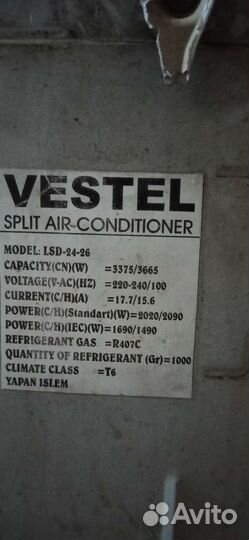 VESTEL
SPLIT AIR-CONDITIONER
MODEL: LSD-24-26
CAPACITY(CN)(W) =3375/3665
VOLTAGE(V-AC)(HZ) =220-240/100
CURRENT(C/H)(A) =17.7/15.6
POWER(C/H)(Standart)(W)=2020/2090
POWER(C/H)(IEC)(W)=1690/1490
REFRIGERANT GAS =R407C
QUANTITY OF REFRIGERANT (Gr)=1000
CLIMATE CLASS =T6
YAPAN ISLEM
Avito